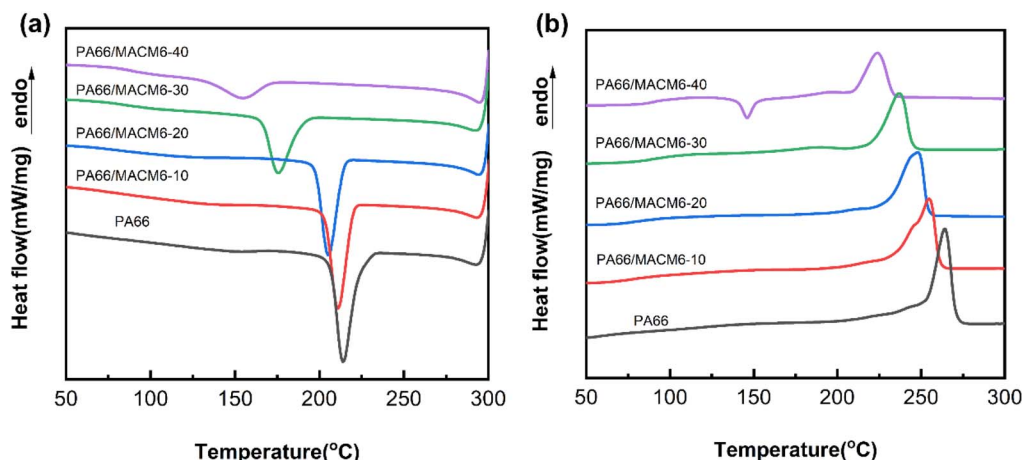 (a)
PA66/MACM6-40
PA66/MACM6-30
PA66/MACM6-20
PA66/MACM6-10
PA66
Heat flow(mW/mg)
endo
50 100 150 200 250 300
Temperature(°C)
(b)
PA66/MACM6-40
PA66/MACM6-30
PA66/MACM6-20
PA66/MACM6-10
PA66
Heat flow(mW/mg)
endo
50 100 150 200 250 300
Temperature(°C)